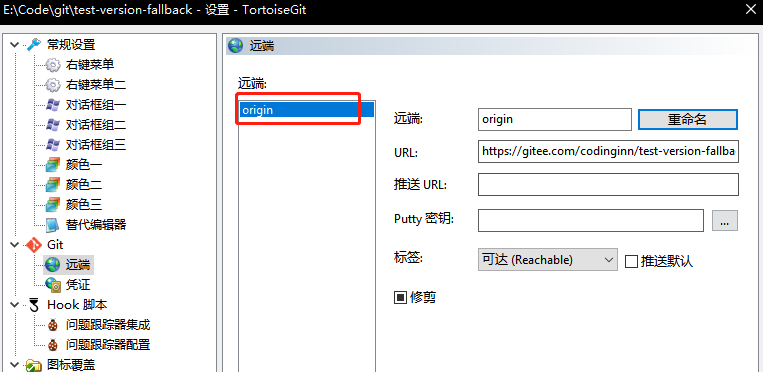 E:\Code\git\test-version-fallback - 设置 - TortoiseGit
常规设置
右键菜单
右键菜单二
对话框组一
对话框组二
对话框组三
颜色一
颜色二
颜色三
替代编辑器
Git
远端
凭证
Hook 脚本
问题跟踪器集成
问题跟踪器配置
图标覆盖
远端
远端:
origin
远端:
origin
重命名
URL:
https://gitee.com/codinginn/test-version-fallba
推送 URL:
Putty 密钥:
...
标签:
可达 (Reachable)
推送默认
修剪